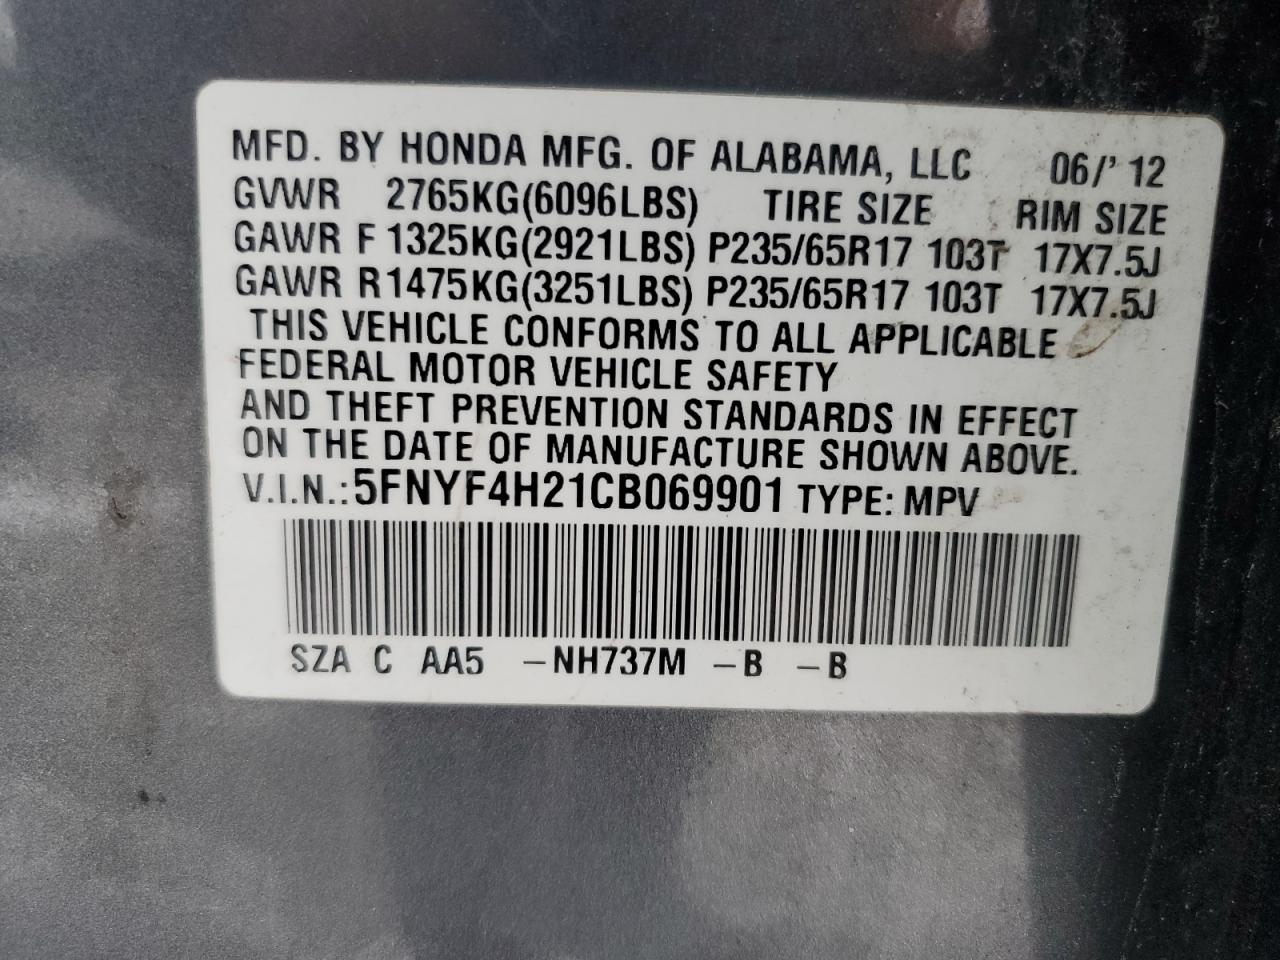 MFD. BY HONDA MFG. OF ALABAMA, LLC 06/' 12
GVWR 2765KG(6096LBS) TIRE SIZE RIM SIZE
GAWR F 1325KG(2921LBS) P235/65R17 103T 17X7.5J
GAWR R 1475KG(3251LBS) P235/65R17 103T 17X7.5J
THIS VEHICLE CONFORMS TO ALL APPLICABLE
FEDERAL MOTOR VEHICLE SAFETY
AND THEFT PREVENTION STANDARDS IN EFFECT
ON THE DATE OF MANUFACTURE SHOWN ABOVE.
V.I.N.:5FNYF4H21CB069901 TYPE: MPV
SZA C AA5 -NH737M -B -B